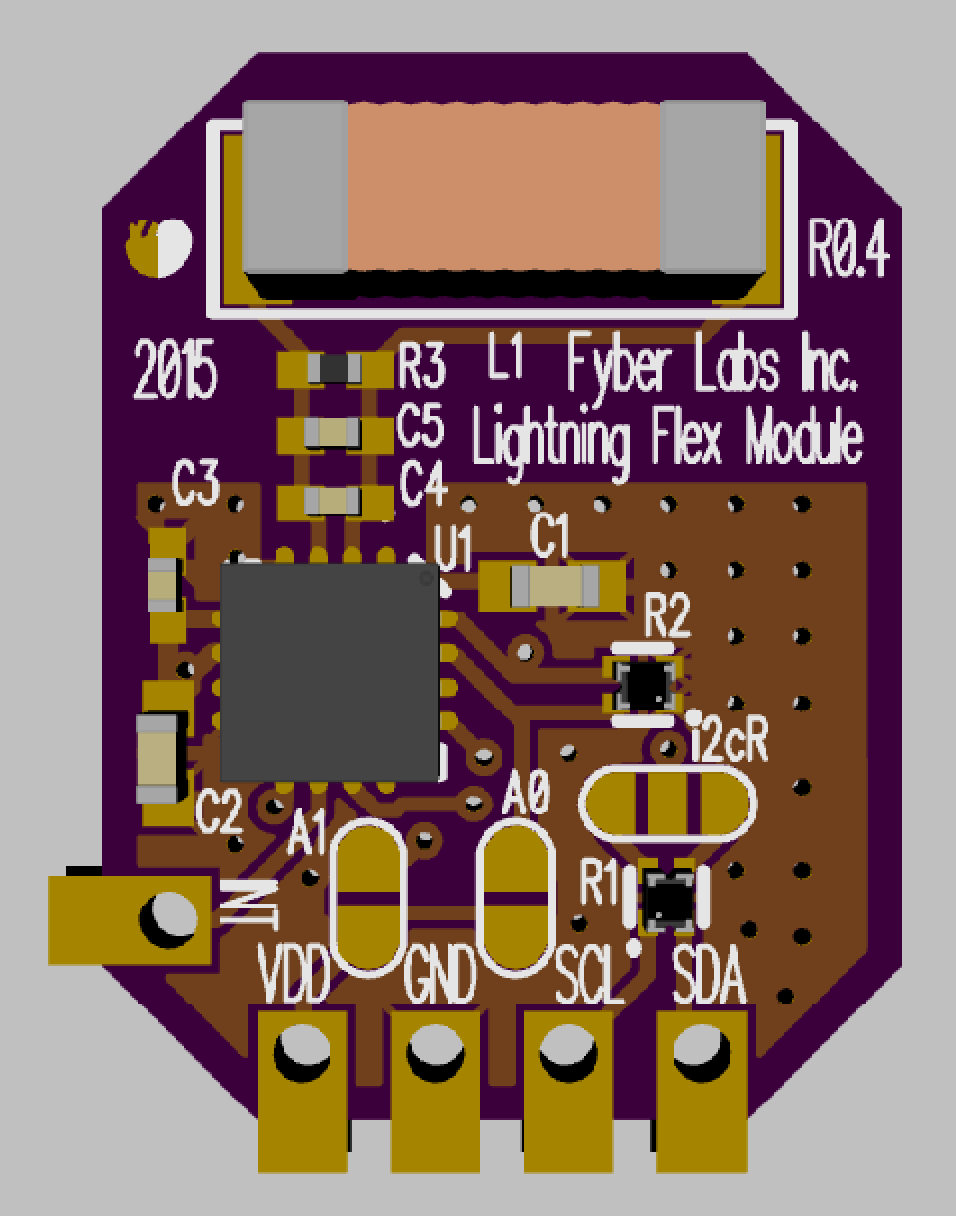 R0.4
2015
R3
L1
Fyber Labs Inc.
C5
Lightning Flex Module
C3
C4
U1
C1
R2
i2cR
C2
A1
A0
IN
R1
VDD
GND
SCL
SDA